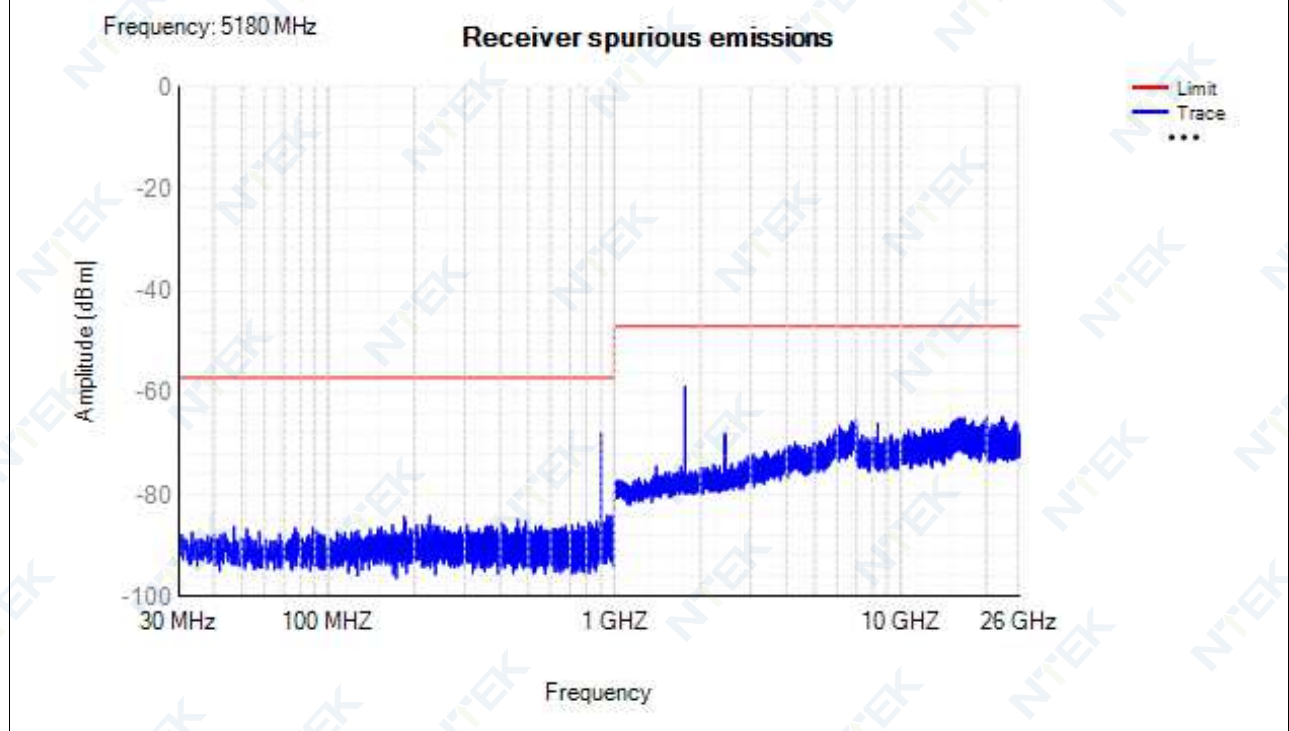 Frequency: 5180 MHz
Receiver spurious emissions
Limit
Trace
Amplitude [dBm]
0
-20
-40
-60
-80
-100
30 MHz
100 MHZ
1 GHZ
10 GHZ
26 GHz
Frequency
NTEK